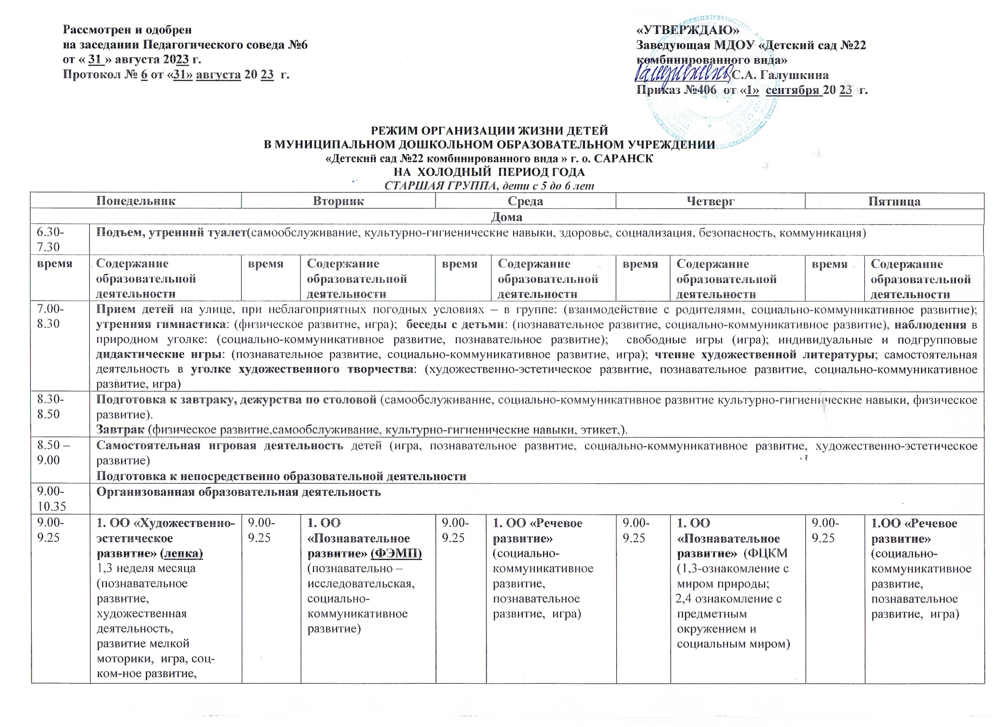 Рассмотрен и одобрен
на заседании Педагогического соведа №6
от « 31 » августа 2023 г.
Протокол № 6 от «31» августа 20 23 г.
«УТВЕРЖДАЮ»
Заведующая МДОУ «Детский сад №22
комбинированного вида»
С.А. Галушкина
Приказ №406 от «1» сентября 20 23 г.
РЕЖИМ ОРГАНИЗАЦИИ ЖИЗНИ ДЕТЕЙ
В МУНИЦИПАЛЬНОМ ДОШКОЛЬНОМ ОБРАЗОВАТЕЛЬНОМ УЧРЕЖДЕНИИ
«Детский сад №22 комбинированного вида » г. о. САРАНСК
НА ХОЛОДНЫЙ ПЕРИОД ГОДА
СТАРШАЯ ГРУППА, дети с 5 до 6 лет
Понедельник Вторник Среда Четверг Пятница
Дома
6.30-
7.30
Подъем, утренний туалет(самообслуживание, культурно-гигиенические навыки, здоровье, социализация, безопасность, коммуникация)
время
Содержание
образовательной
деятельности
время
Содержание
образовательной
деятельности
время
Содержание
образовательной
деятельности
время
Содержание
образовательной
деятельности
время
Содержание
образовательной
деятельности
7.00-
8.30
Прием детей на улице, при неблагоприятных погодных условиях – в группе: (взаимодействие с родителями, социально-коммуникативное развитие);
утренняя гимнастика: (физическое развитие, игра); беседы с детьми: (познавательное развитие, социально-коммуникативное развитие), наблюдения в
природном уголке: (социально-коммуникативное развитие, познавательное развитие); свободные игры (игра); индивидуальные и подгрупповые
дидактические игры: (познавательное развитие, социально-коммуникативное развитие, игра); чтение художественной литературы; самостоятельная
деятельность в уголке художественного творчества: (художественно-эстетическое развитие, познавательное развитие, социально-коммуникативное
развитие, игра)
8.30-
8.50
Подготовка к завтраку, дежурства по столовой (самообслуживание, социально-коммуникативное развитие культурно-гигиенические навыки, физическое
развитие).
Завтрак (физическое развитие,самообслуживание, культурно-гигиенические навыки, этикет,).
8.50 –
9.00
Самостоятельная игровая деятельность детей (игра, познавательное развитие, социально-коммуникативное развитие, художественно-эстетическое
развитие)
Подготовка к непосредственно образовательной деятельности
9.00-
10.35
Организованная образовательная деятельность
9.00-
9.25
1. ОО «Художественно-
эстетическое
развитие» (лепка)
1,3 неделя месяца
(познавательное
развитие,
художественная
деятельность,
развитие мелкой
моторики, игра, соц-
ком-ное развитие,
9.00-
9.25
1. ОО
«Познавательное
развитие» (ФЭМП)
(познавательно –
исследовательская,
социально-
коммуникативное
развитие)
9.00-
9.25
1. ОО «Речевое
развитие»
(социально-
коммуникативное
развитие,
познавательное
развитие, игра)
9.00-
9.25
1. ОО
«Познавательное
развитие» (ФЦКМ
(1,3-ознакомление с
миром природы;
2,4 ознакомление с
предметным
окружением и
социальным миром)
9.00-
9.25
1.ОО «Речевое
развитие»
(социально-
коммуникативное
развитие,
познавательное
развитие, игра)